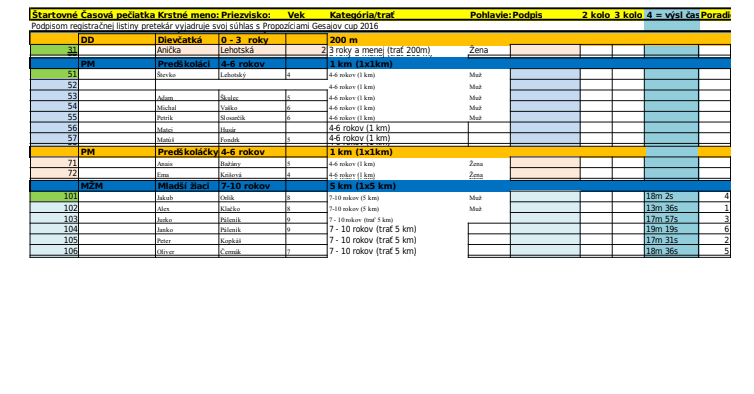 Štartovné Časová pečiatka Krstné meno: Priezvisko: Vek Kategória/trať Pohlavie: Podpis 2 kolo 3 kolo 4 = výsl čas Poradie
Podpisom registračnej listiny pretekár vyjadruje svoj súhlas s Propozíciami Gesajov cup 2016
DD Dievčatká 0 - 3 roky 200 m
31 Anička Lehotská 2 3 roky a menej (trať 200m) Žena
PM Predškoláci 4-6 rokov 1 km (1x1km)
51 Števko Lehotský 4 4-6 rokov (1 km) Muž
52 4-6 rokov (1 km) Muž
53 Adam Škulec 5 4-6 rokov (1 km) Muž
54 Michal Vaško 6 4-6 rokov (1 km) Muž
55 Petrik Slosarčik 6 4-6 rokov (1 km) Muž
56 Matej Husár 4-6 rokov (1 km)
57 Matúš Fondrk 5 4-6 rokov (1 km)
PM Predškoláčky 4-6 rokov 1 km (1x1km)
71 Anais Bažány 5 4-6 rokov (1 km) Žena
72 Ema Krišová 4 4-6 rokov (1 km) Žena
MŽM Mladší žiaci 7-10 rokov 5 km (1x5 km)
101 Jakub Orlík 8 7-10 rokov (5 km) Muž 18m 2s 4
102 Alex Klačko 8 7-10 rokov (5 km) Muž 13m 36s 1
103 Jurko Páleník 9 7 - 10 rokov (trať 5 km) 17m 57s 3
104 Janko Pálenik 9 7 - 10 rokov (trať 5 km) 19m 19s 6
105 Peter Kopkáš 7 - 10 rokov (trať 5 km) 17m 31s 2
106 Oliver Čermák 7 7 - 10 rokov (trať 5 km) 18m 36s 5